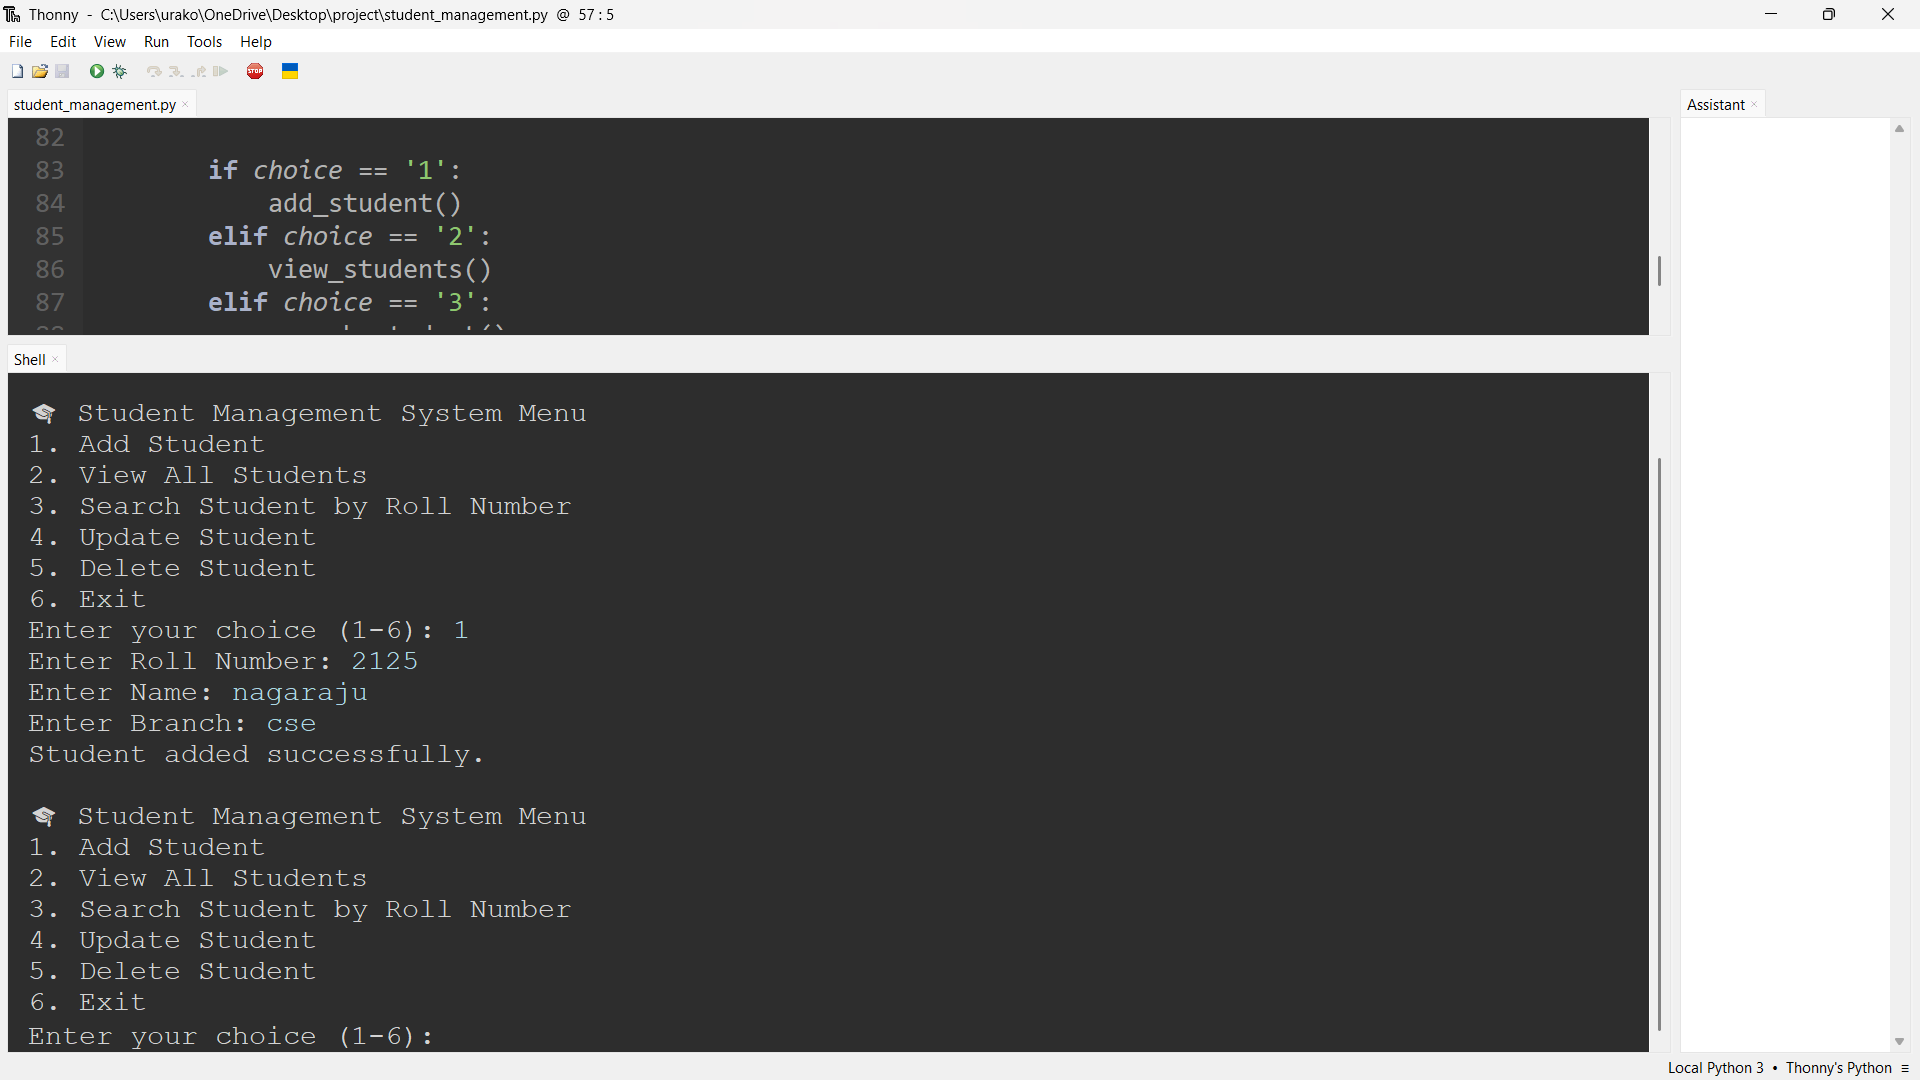 Thonny - C:\Users\urako\OneDrive\Desktop\project\student_management.py @ 57 : 5
File Edit View Run Tools Help
STOP
student_management.py ×
Assistant ×
82
83 if choice == '1':
84 add_student()
85 elif choice == '2':
86 view_students()
87 elif choice == '3':
Shell ×
🎓 Student Management System Menu
1. Add Student
2. View All Students
3. Search Student by Roll Number
4. Update Student
5. Delete Student
6. Exit
Enter your choice (1-6): 1
Enter Roll Number: 2125
Enter Name: nagaraju
Enter Branch: cse
Student added successfully.
🎓 Student Management System Menu
1. Add Student
2. View All Students
3. Search Student by Roll Number
4. Update Student
5. Delete Student
6. Exit
Enter your choice (1-6):
Local Python 3 • Thonny's Python ≡